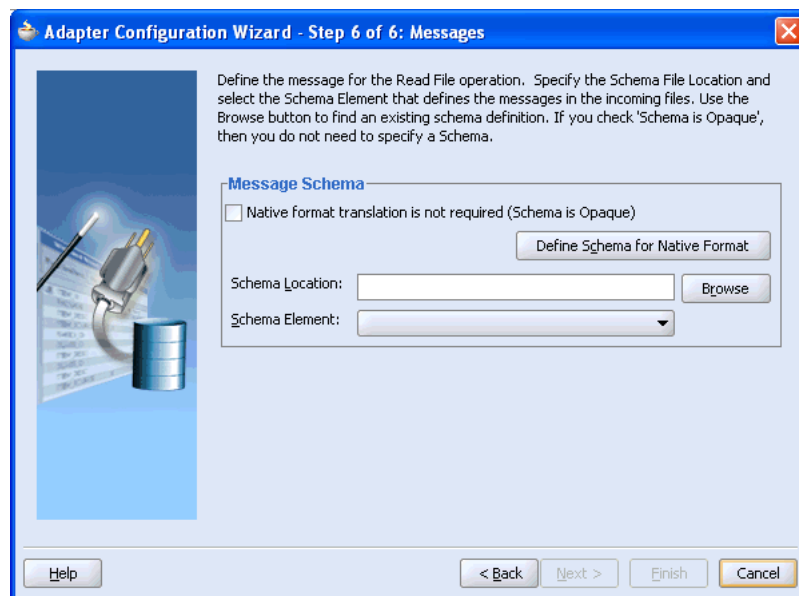 Adapter Configuration Wizard - Step 6 of 6: Messages
Define the message for the Read File operation.  Specify the Schema File Location and
select the Schema Element that defines the messages in the incoming files. Use the
Browse button to find an existing schema definition. If you check 'Schema is Opaque',
then you do not need to specify a Schema.
Message Schema
Native format translation is not required (Schema is Opaque)
Define Schema for Native Format
Schema Location:
Browse
Schema Element:
Help
< Back
Next >
Finish
Cancel